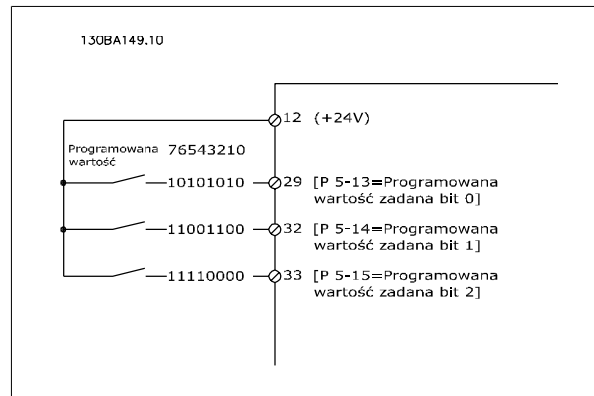 130BA149.10
12 (+24V)
Programowana 76543210
wartość
10101010 29 [P 5-13=Programowana
wartość zadana bit 0]
11001100 32 [P 5-14=Programowana
wartość zadana bit 1]
11110000 33 [P 5-15=Programowana
wartość zadana bit 2]